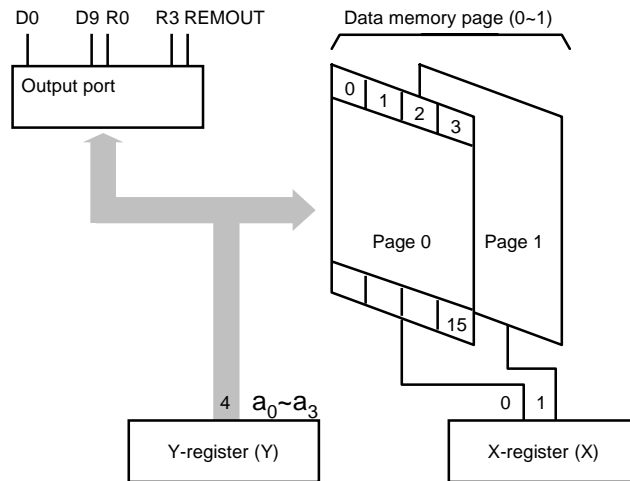 D0 D9 R0 R3 REMOUT
Data memory page (0~1)
Output port
0 1 2 3
Page 0 Page 1
15
4 a0~a3
0 1
Y-register (Y)
X-register (X)